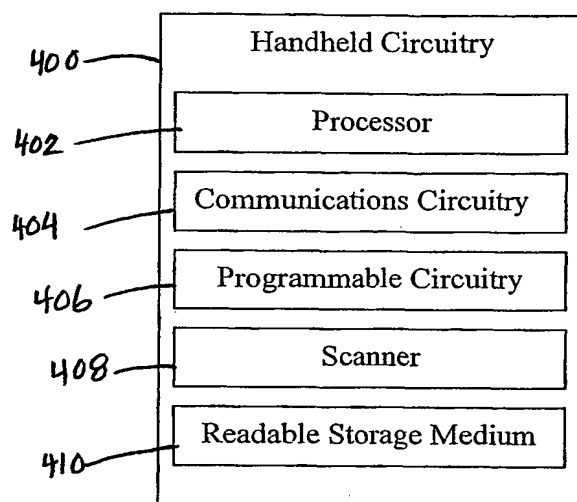 Handheld Circuitry
400
Processor
402
Communications Circuitry
404
Programmable Circuitry
406
Scanner
408
Readable Storage Medium
410